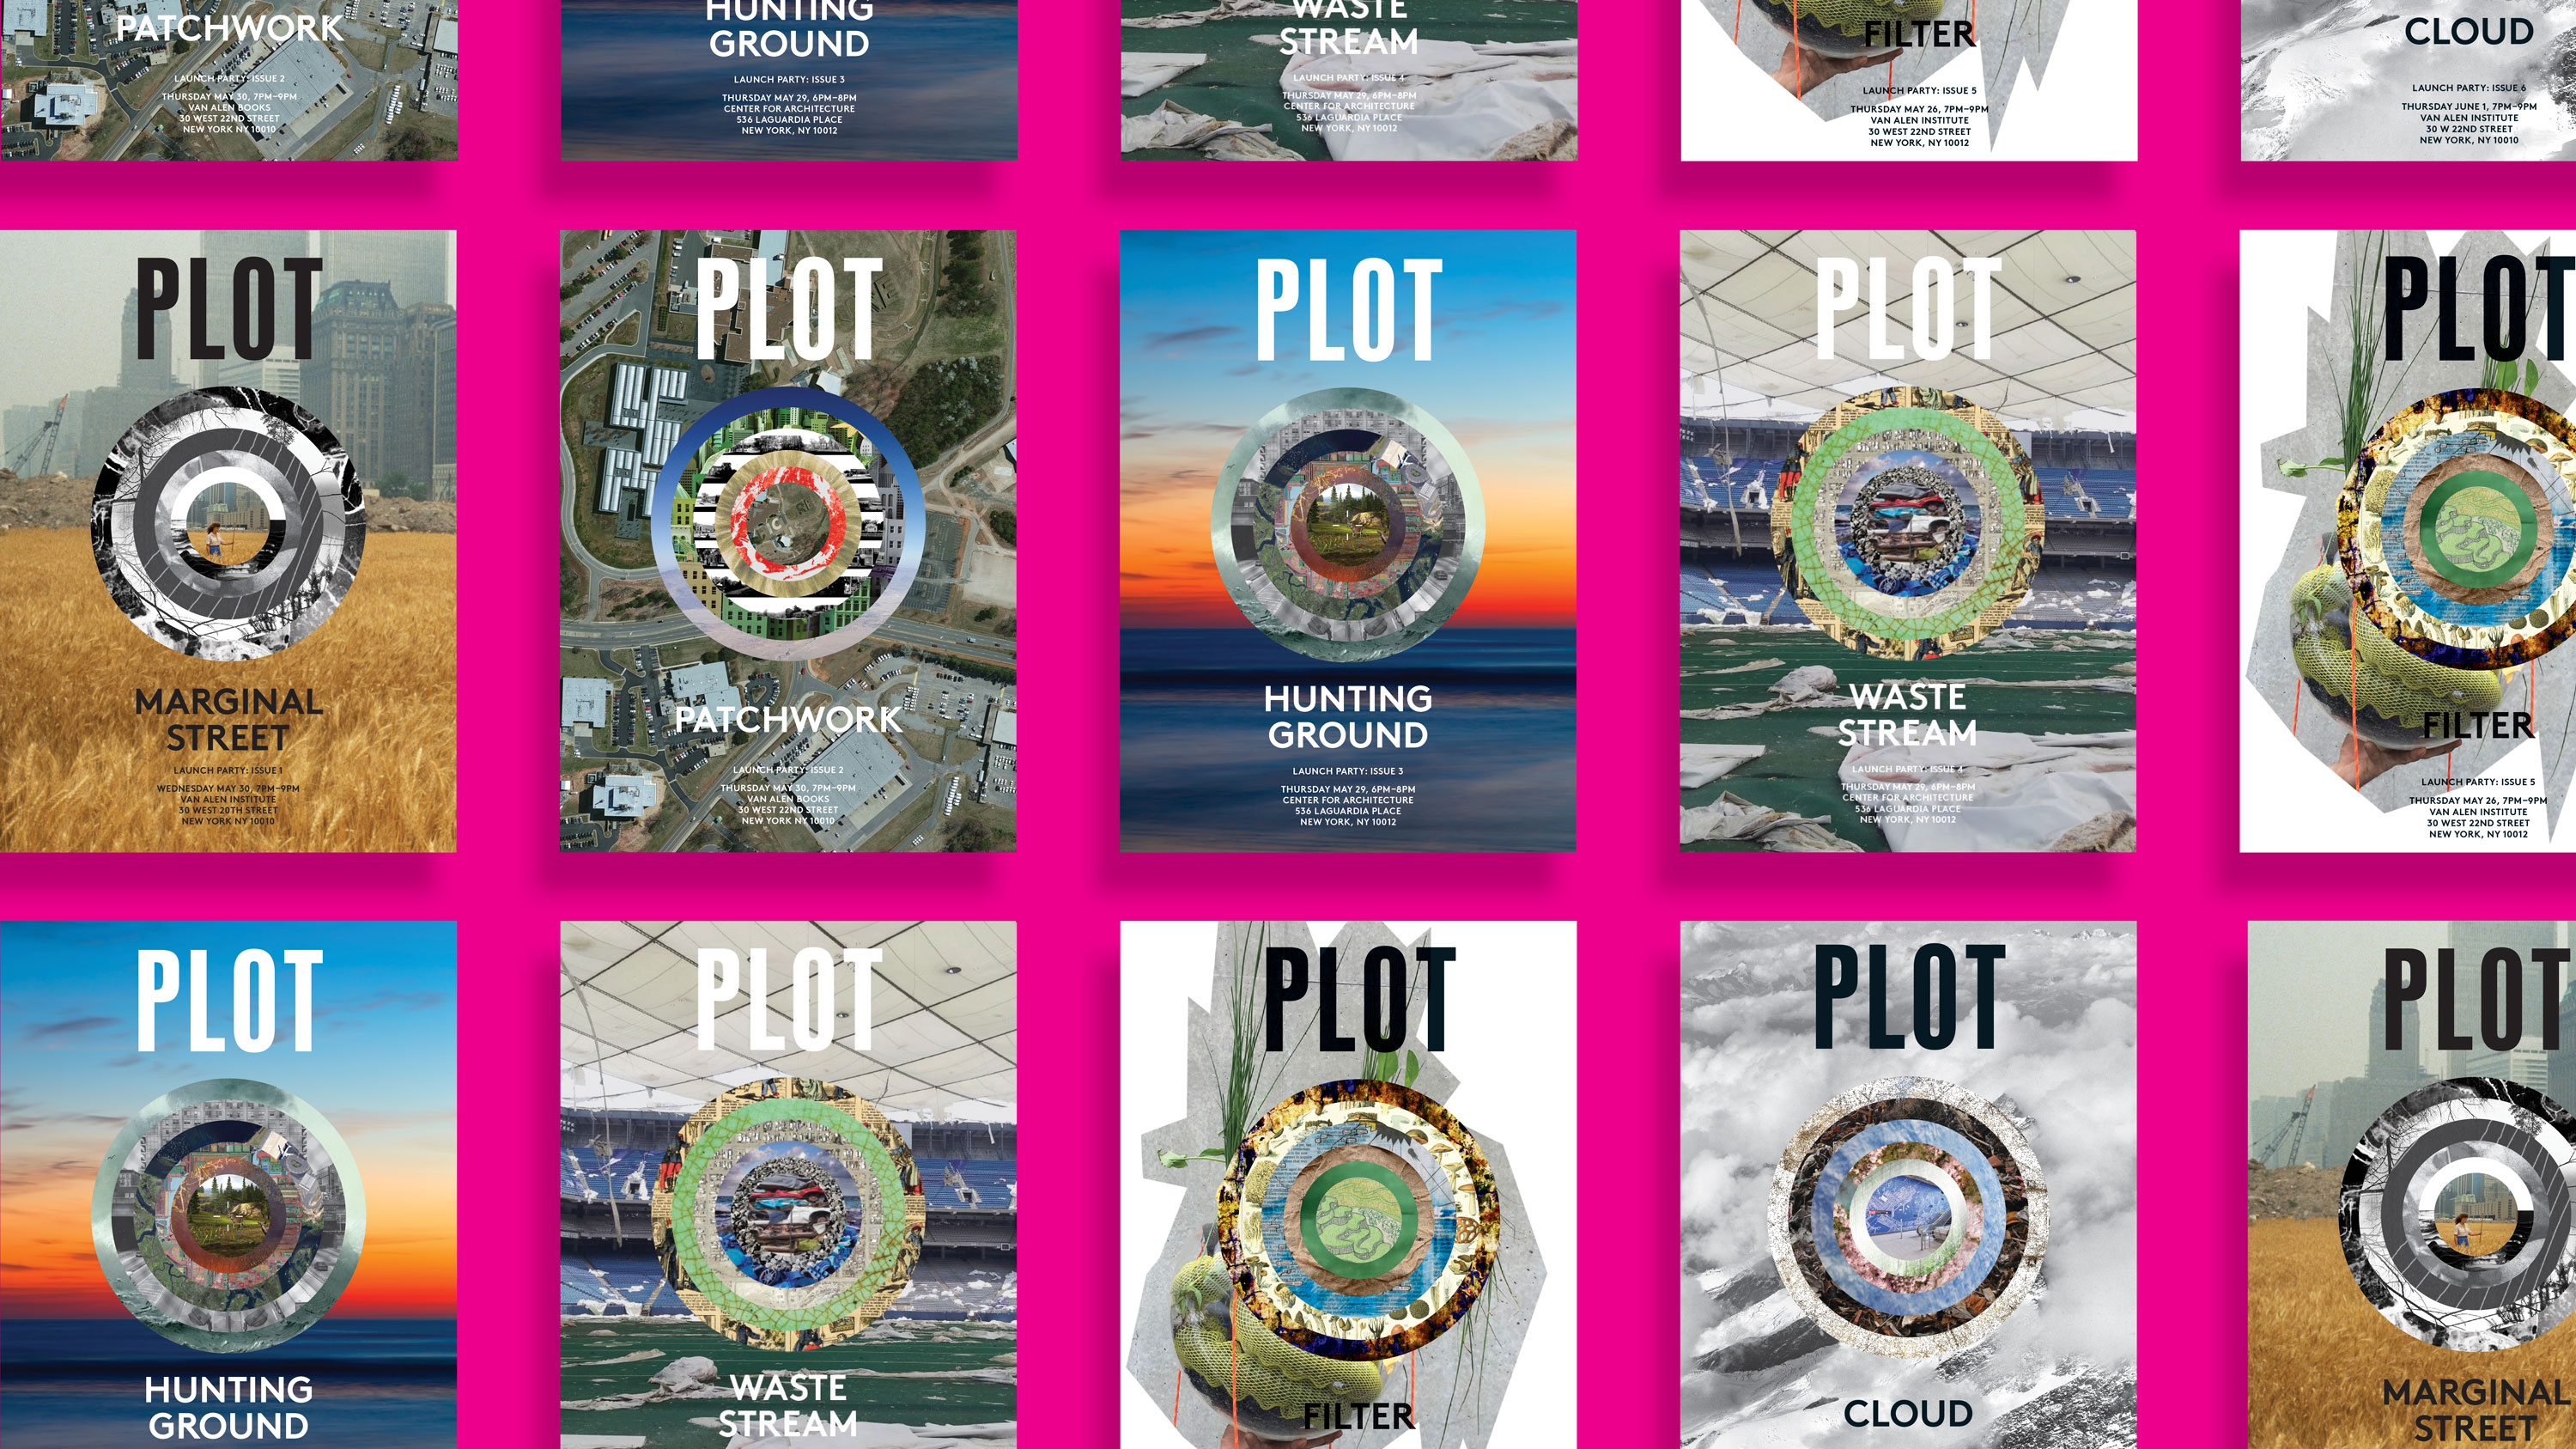 PATCHWORK
LAUNCH PARTY: ISSUE 2
THURSDAY MAY 30, 7PM–9PM
VAN ALEN BOOKS
30 WEST 22ND STREET
NEW YORK NY 10010
HUNTING
GROUND
LAUNCH PARTY: ISSUE 3
THURSDAY MAY 29, 6PM–8PM
CENTER FOR ARCHITECTURE
536 LAGUARDIA PLACE
NEW YORK, NY 10012
WASTE
STREAM
LAUNCH PARTY: ISSUE 4
THURSDAY MAY 29, 6PM–8PM
CENTER FOR ARCHITECTURE
536 LAGUARDIA PLACE
NEW YORK, NY 10012
FILTER
LAUNCH PARTY: ISSUE 5
THURSDAY MAY 26, 7PM–9PM
VAN ALEN INSTITUTE
30 WEST 22ND STREET
NEW YORK, NY 10012
CLOUD
LAUNCH PARTY: ISSUE 6
THURSDAY JUNE 1, 7PM–9PM
VAN ALEN INSTITUTE
30 W 22ND STREET
NEW YORK, NY 10010
PLOT
MARGINAL
STREET
LAUNCH PARTY: ISSUE 1
WEDNESDAY MAY 30, 7PM–9PM
VAN ALEN INSTITUTE
30 WEST 20TH STREET
NEW YORK NY 10010
PLOT
PATCHWORK
LAUNCH PARTY: ISSUE 2
THURSDAY MAY 30, 7PM–9PM
VAN ALEN BOOKS
30 WEST 22ND STREET
NEW YORK NY 10010
PLOT
HUNTING
GROUND
LAUNCH PARTY: ISSUE 3
THURSDAY MAY 29, 6PM–8PM
CENTER FOR ARCHITECTURE
536 LAGUARDIA PLACE
NEW YORK, NY 10012
PLOT
WASTE
STREAM
LAUNCH PARTY: ISSUE 4
THURSDAY MAY 29, 6PM–8PM
CENTER FOR ARCHITECTURE
536 LAGUARDIA PLACE
NEW YORK, NY 10012
PLOT
FILTER
LAUNCH PARTY: ISSUE 5
THURSDAY MAY 26, 7PM–9PM
VAN ALEN INSTITUTE
30 WEST 22ND STREET
NEW YORK, NY 10012
PLOT
HUNTING
GROUND
PLOT
WASTE
STREAM
PLOT
FILTER
PLOT
CLOUD
PLOT
MARGINAL
STREET